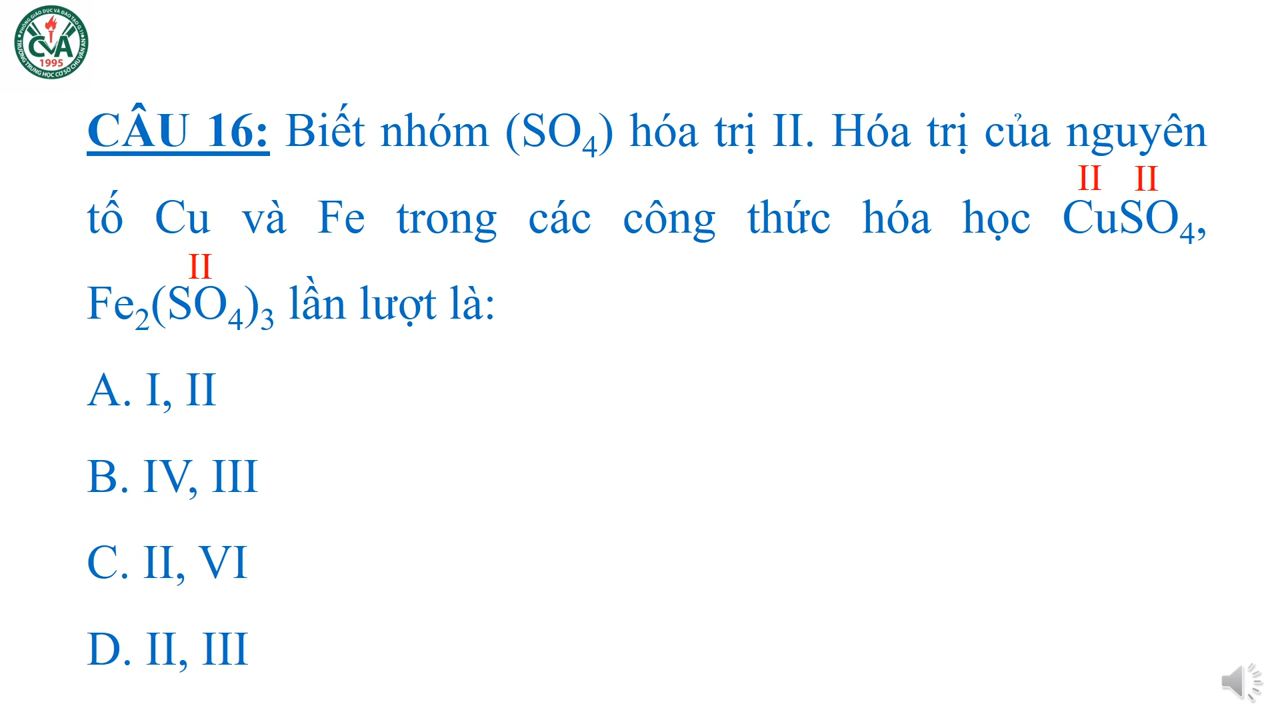 CVA
1995
CÂU 16: Biết nhóm (SO₄) hóa trị II. Hóa trị của nguyên
II II
tố Cu và Fe trong các công thức hóa học CuSO₄,
II
Fe₂(SO₄)₃ lần lượt là:
A. I, II
B. IV, III
C. II, VI
D. II, III